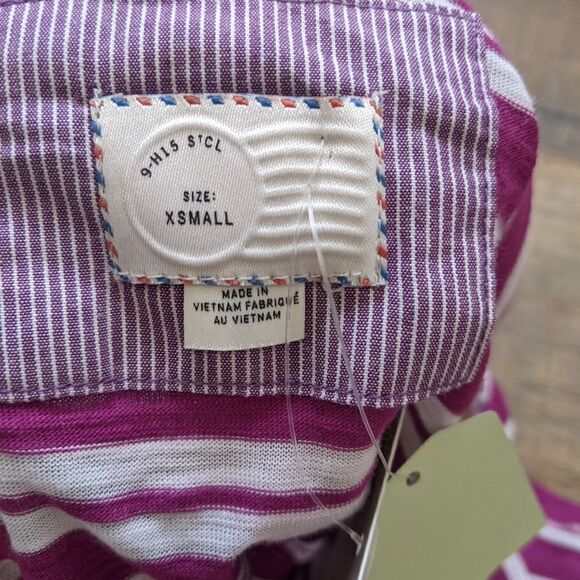 9-H15 STCL
SIZE:
XSMALL
MADE IN
VIETNAM FABRIQUÉ
AU VIETNAM